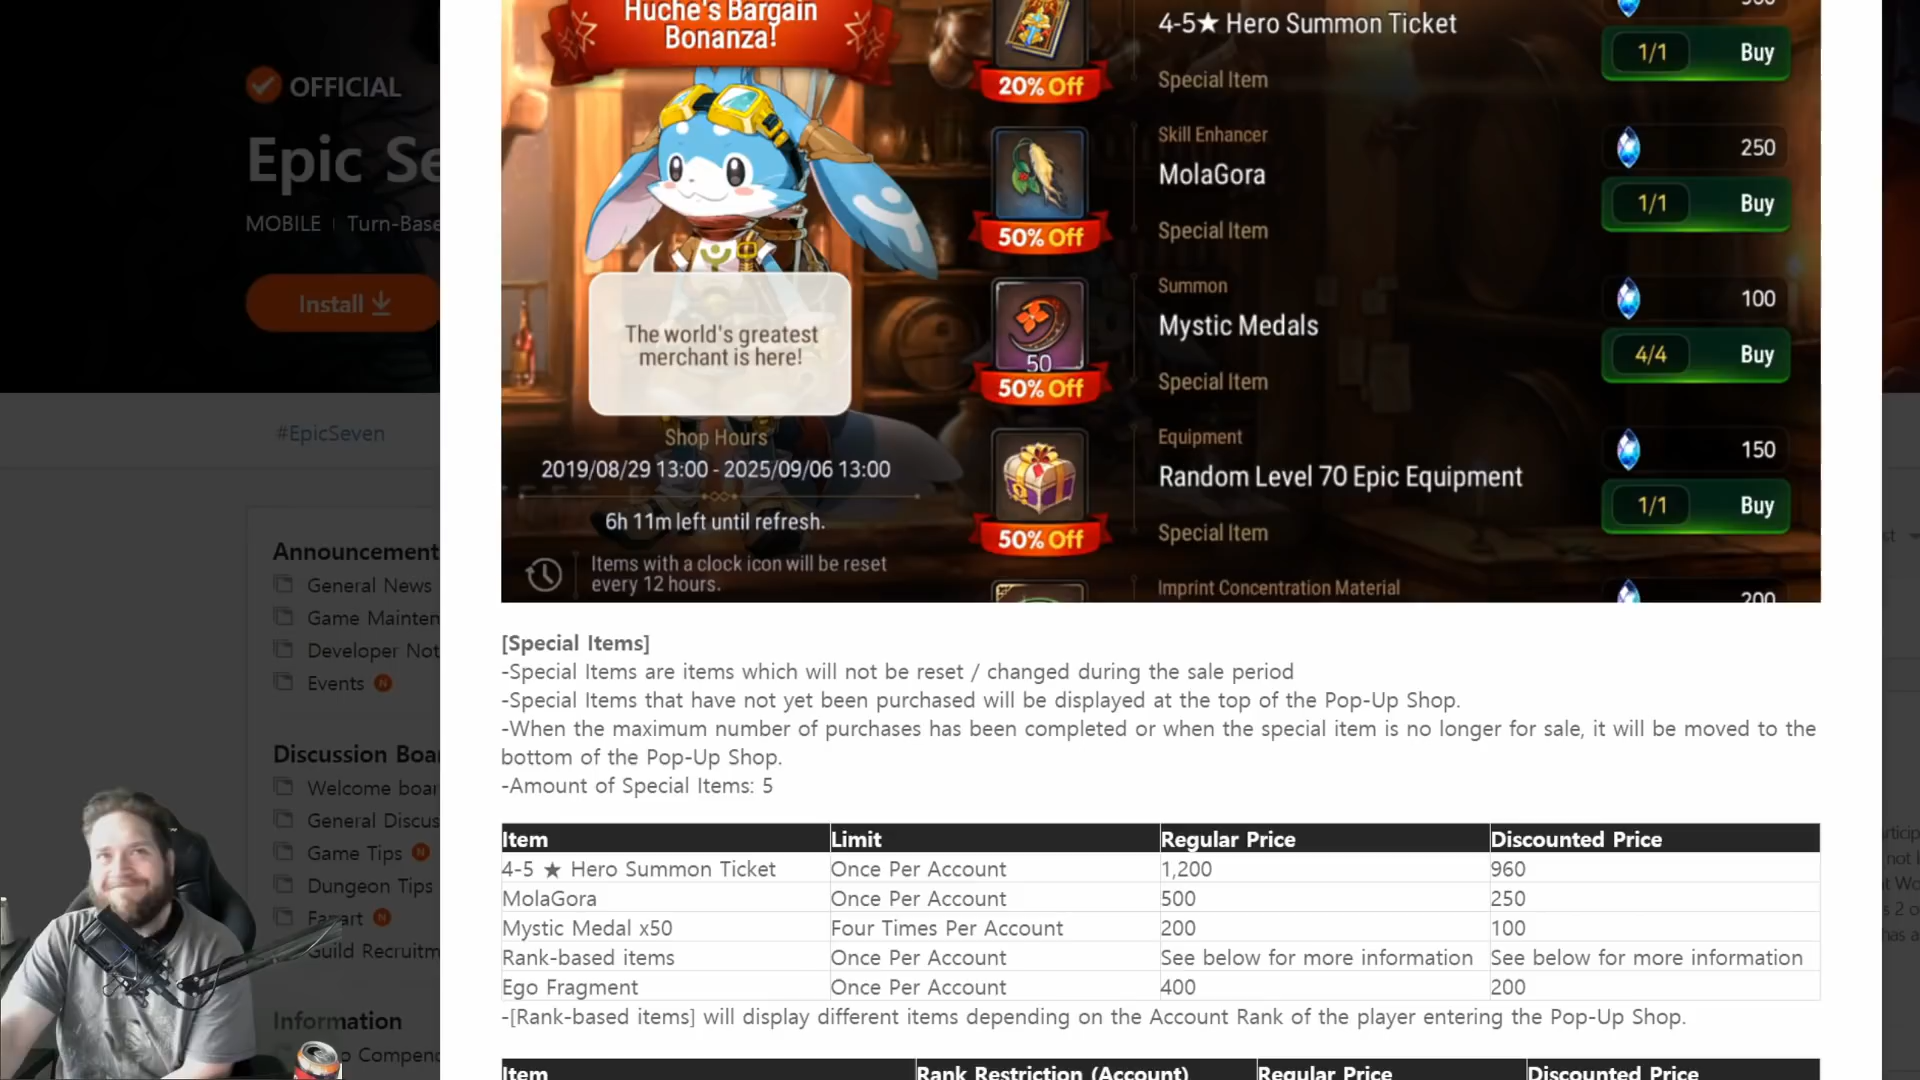 OFFICIAL
Epic Se
MOBILE | Turn-Base
Install
#EpicSeven
Announcement
General News
Game Mainten
Developer Not
Events N
Discussion Boa
Welcome boar
General Discus
Game Tips N
Dungeon Tips
Fanart N
Guild Recruitm
Information
Compen
Huche's Bargain
Bonanza!
The world's greatest
merchant is here!
Shop Hours
2019/08/29 13:00 - 2025/09/06 13:00
6h 11m left until refresh.
Items with a clock icon will be reset
every 12 hours.
20% Off
4-5★ Hero Summon Ticket
Special Item
1/1 Buy
Skill Enhancer
MolaGora
Special Item
50% Off
250
1/1 Buy
Summon
Mystic Medals
Special Item
50
50% Off
100
4/4 Buy
Equipment
Random Level 70 Epic Equipment
Special Item
50% Off
150
1/1 Buy
Imprint Concentration Material
200
[Special Items]
-Special Items are items which will not be reset / changed during the sale period
-Special Items that have not yet been purchased will be displayed at the top of the Pop-Up Shop.
-When the maximum number of purchases has been completed or when the special item is no longer for sale, it will be moved to the
bottom of the Pop-Up Shop.
-Amount of Special Items: 5
Item Limit Regular Price Discounted Price
4-5 ★ Hero Summon Ticket Once Per Account 1,200 960
MolaGora Once Per Account 500 250
Mystic Medal x50 Four Times Per Account 200 100
Rank-based items Once Per Account See below for more information See below for more information
Ego Fragment Once Per Account 400 200
-[Rank-based items] will display different items depending on the Account Rank of the player entering the Pop-Up Shop.
Item Rank Restriction (Account) Regular Price Discounted Price